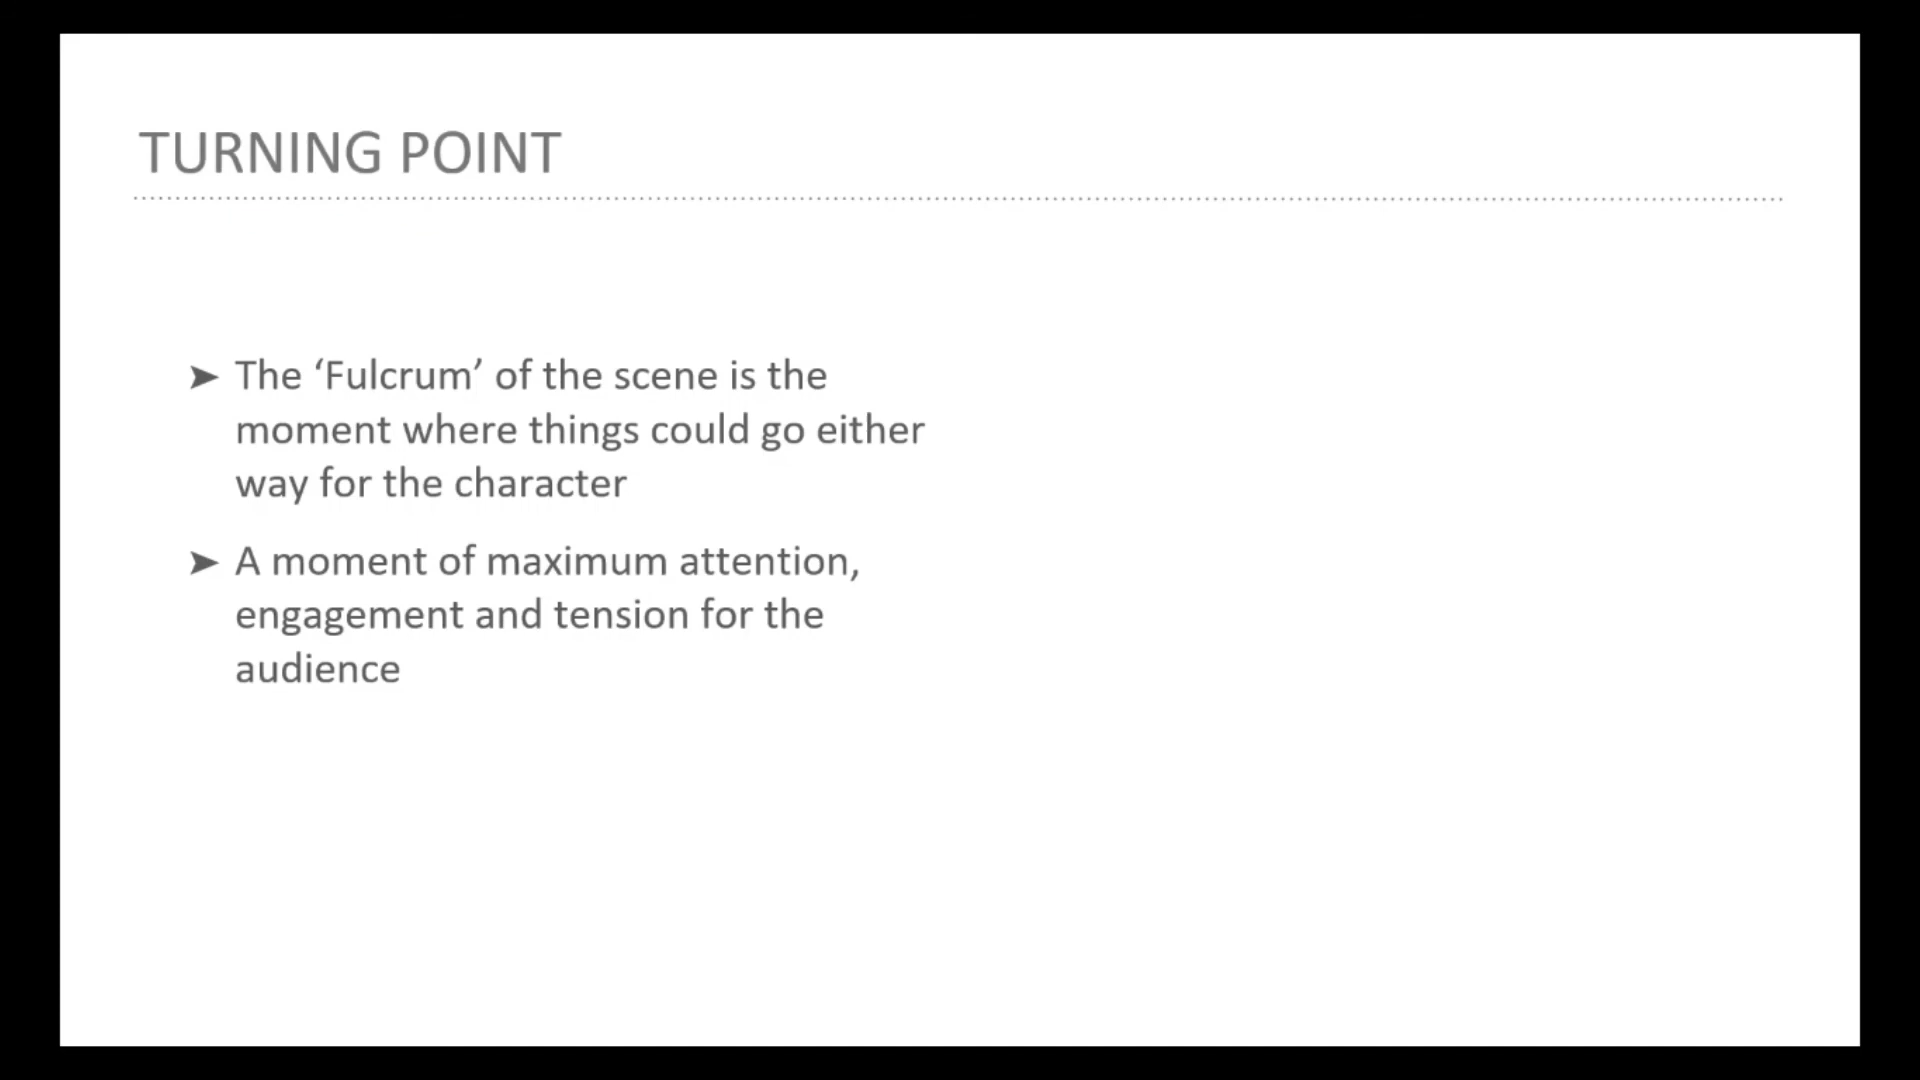 TURNING POINT
➤ The ‘Fulcrum’ of the scene is the
moment where things could go either
way for the character
➤ A moment of maximum attention,
engagement and tension for the
audience